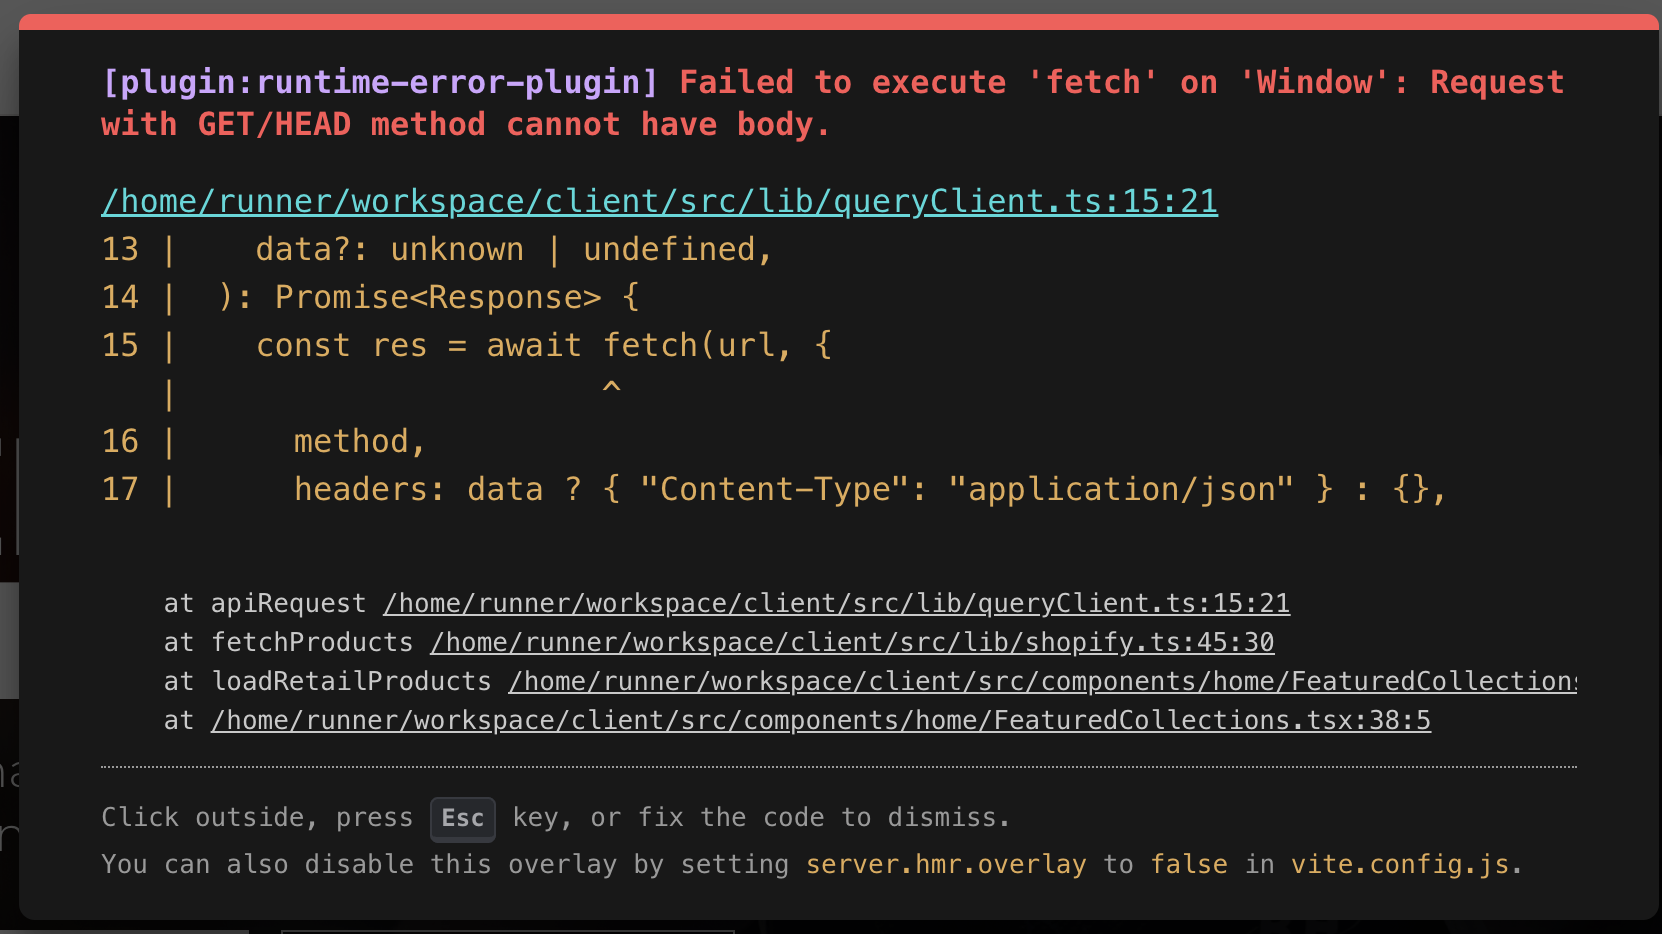 [plugin:runtime-error-plugin] Failed to execute 'fetch' on 'Window': Request
with GET/HEAD method cannot have body.
/home/runner/workspace/client/src/lib/queryClient.ts:15:21
13 |    data?: unknown | undefined,
14 |  ): Promise<Response> {
15 |    const res = await fetch(url, {
   |                      ^
16 |      method,
17 |      headers: data ? { "Content-Type": "application/json" } : {},
at apiRequest /home/runner/workspace/client/src/lib/queryClient.ts:15:21
at fetchProducts /home/runner/workspace/client/src/lib/shopify.ts:45:30
at loadRetailProducts /home/runner/workspace/client/src/components/home/FeaturedCollections
at /home/runner/workspace/client/src/components/home/FeaturedCollections.tsx:38:5
Click outside, press Esc key, or fix the code to dismiss.
You can also disable this overlay by setting server.hmr.overlay to false in vite.config.js.